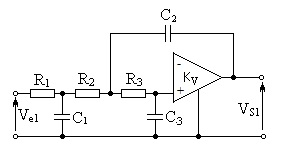 C2
R1 R2 R3 - KV +
Ve1 C1 C3 VS1